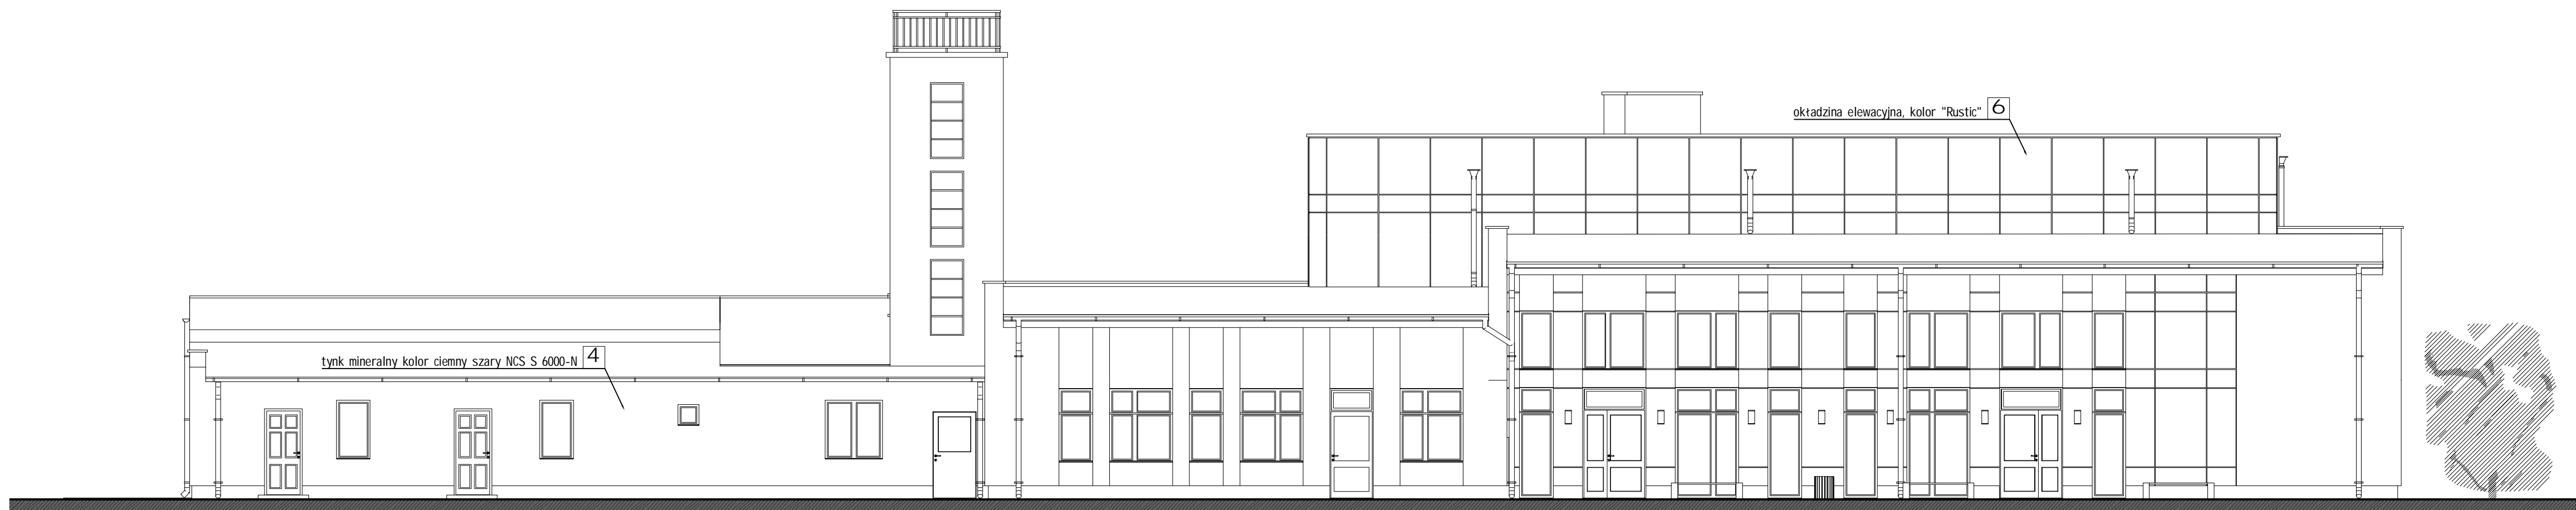 okładzina elewacyjna, kolor "Rustic" 6
tynk mineralny kolor ciemny szary NCS S 6000-N 4